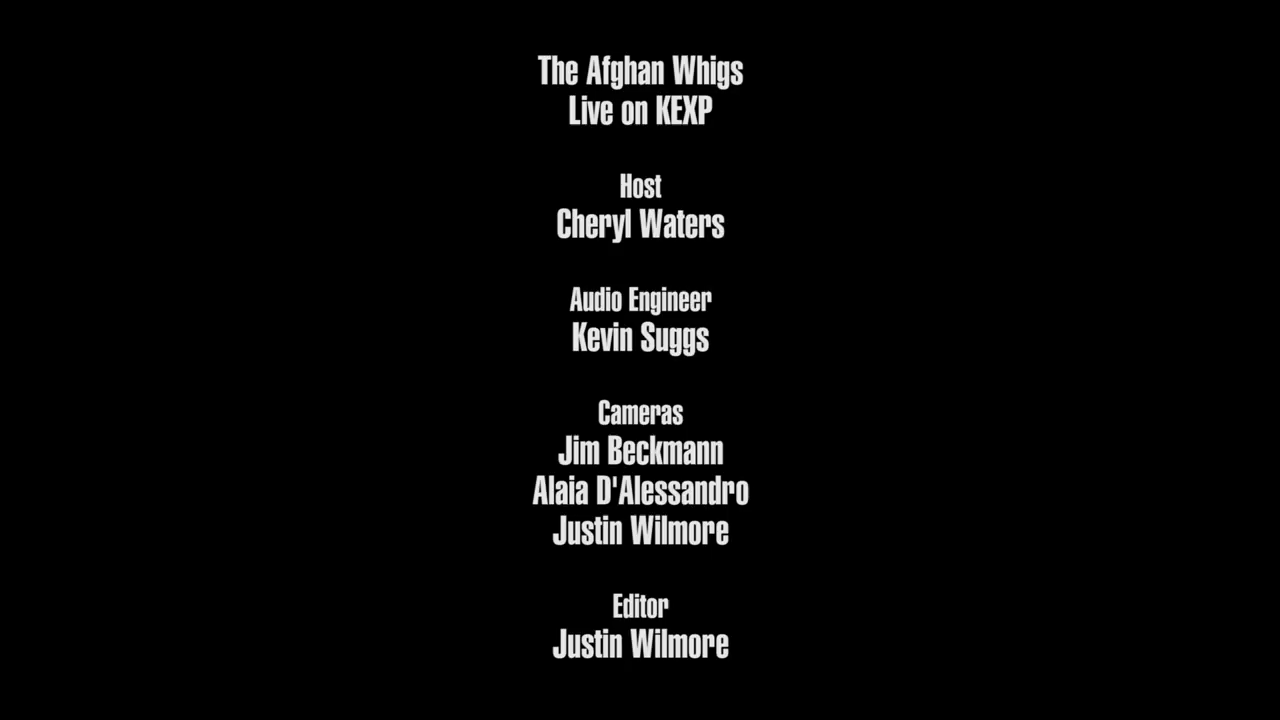 The Afghan Whigs
Live on KEXP
Host
Cheryl Waters
Audio Engineer
Kevin Suggs
Cameras
Jim Beckmann
Alaia D'Alessandro
Justin Wilmore
Editor
Justin Wilmore